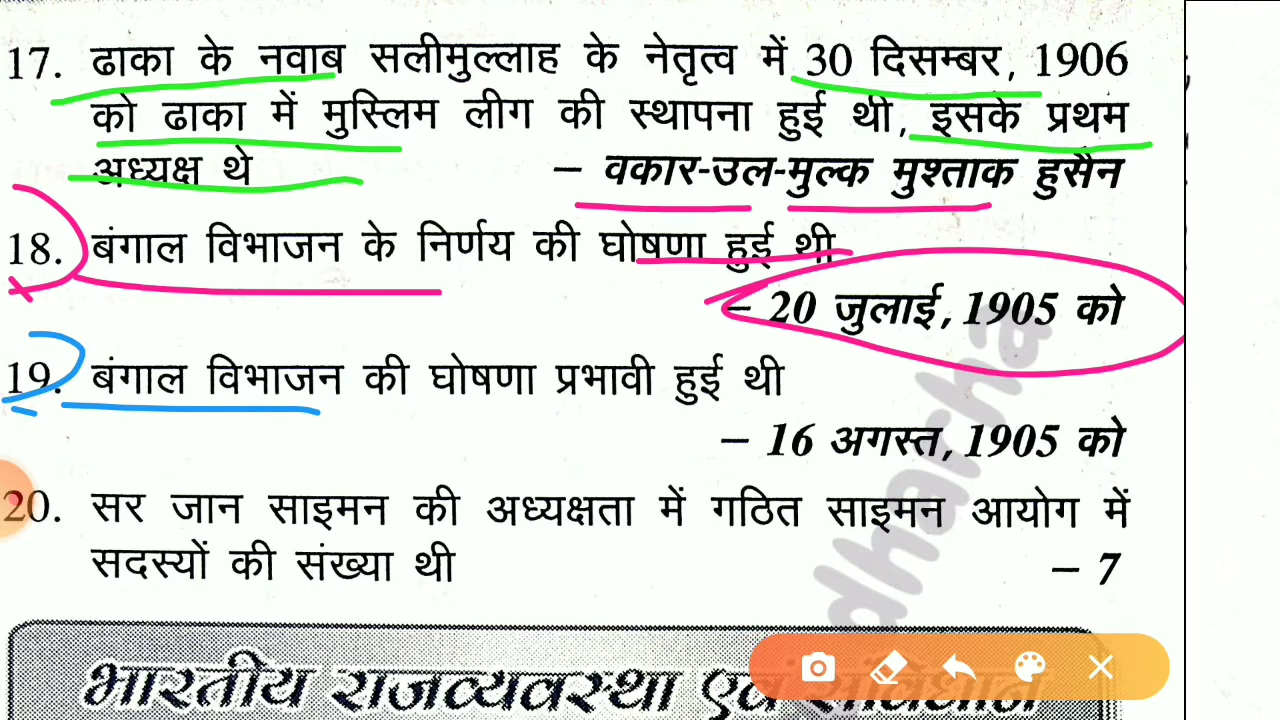 17. ढाका के नवाब सलीमुल्लाह के नेतृत्व में 30 दिसम्बर, 1906
को ढाका में मुस्लिम लीग की स्थापना हुई थी, इसके प्रथम
अध्यक्ष थे – वकार-उल-मुल्क मुश्ताक हुसैन
18. बंगाल विभाजन के निर्णय की घोषणा हुई थी
– 20 जुलाई, 1905 को
19. बंगाल विभाजन की घोषणा प्रभावी हुई थी
– 16 अगस्त, 1905 को
20. सर जान साइमन की अध्यक्षता में गठित साइमन आयोग में
सदस्यों की संख्या थी – 7
भारतीय राजव्यवस्था एवं संविधान